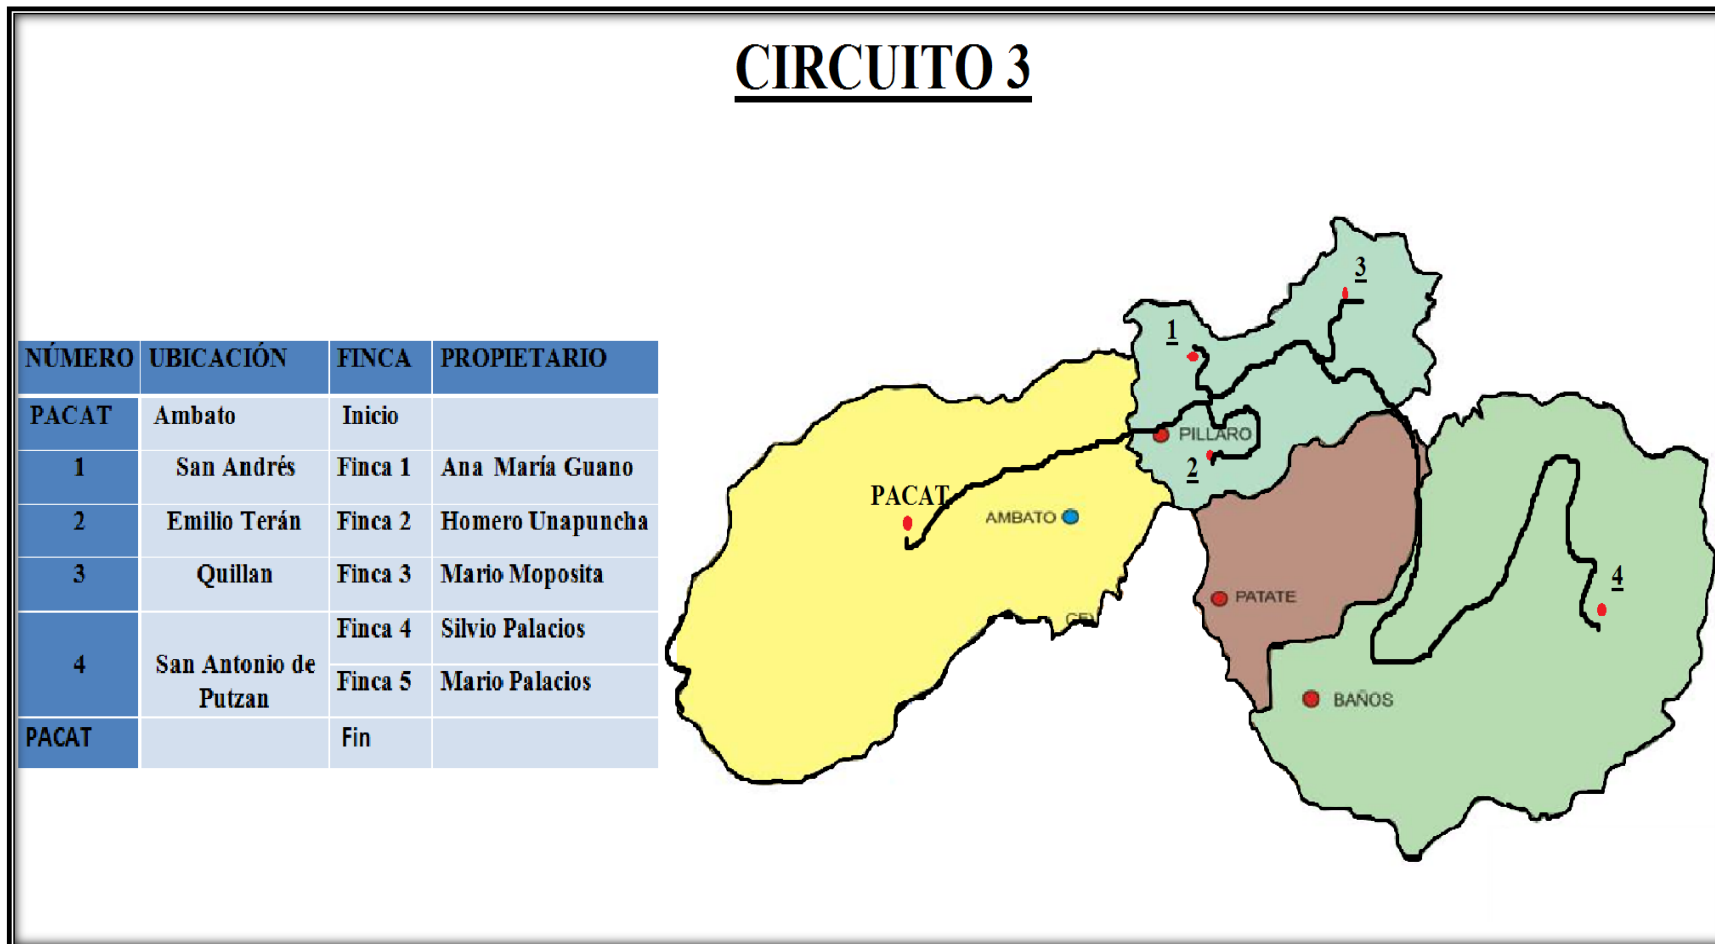 CIRCUITO 3
NÚMERO UBICACIÓN FINCA PROPIETARIO
PACAT Ambato Inicio
1 San Andrés Finca 1 Ana María Guano
2 Emilio Terán Finca 2 Homero Unapuncha
3 Quillan Finca 3 Mario Moposita
4 San Antonio de Putzan Finca 4 Silvio Palacios
Finca 5 Mario Palacios
PACAT Fin
3
1
PILLARO
2
PACAT
AMBATO
4
PATATE
BAÑOS